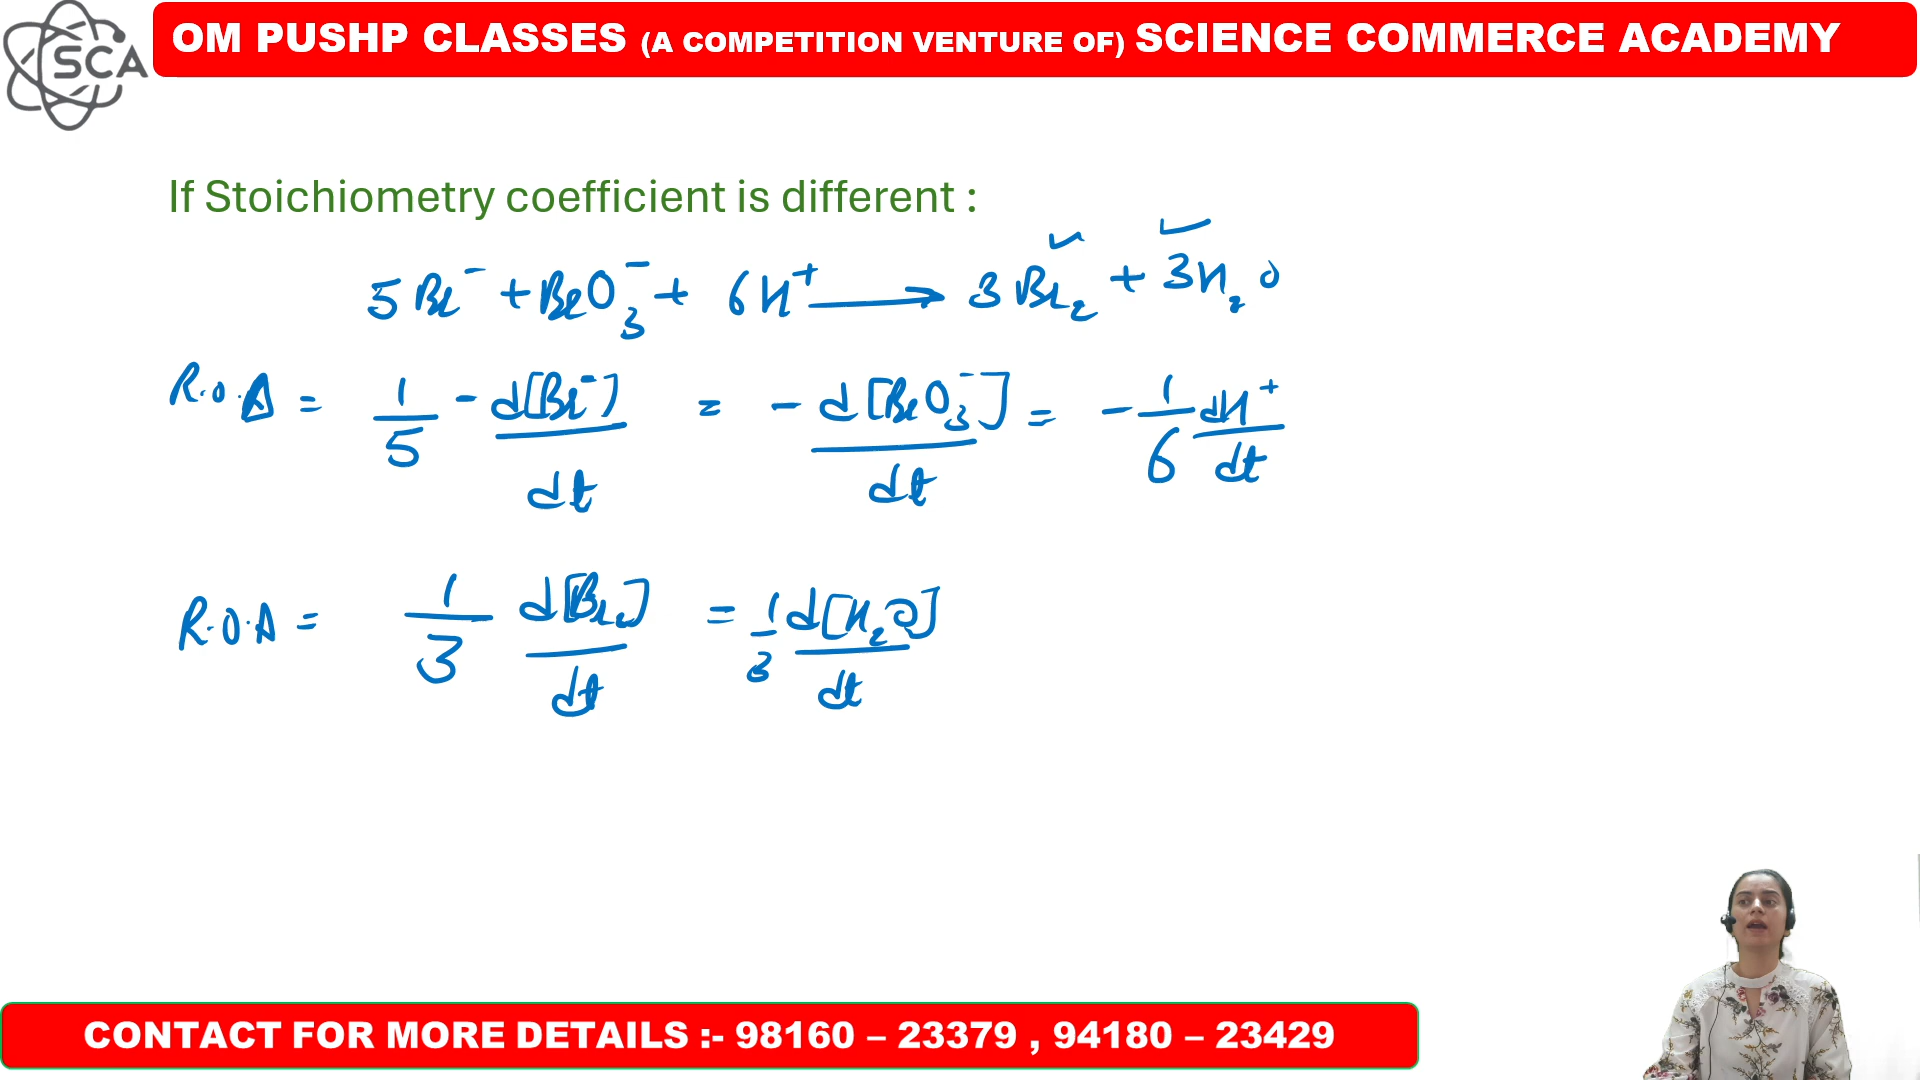 SCA
OM PUSHP CLASSES (A COMPETITION VENTURE OF) SCIENCE COMMERCE ACADEMY
If Stoichiometry coefficient is different :
5Br⁻ + BrO₃⁻ + 6H⁺ ⟶ 3Br₂ + 3H₂O
R.O.D = 1/5 - d[Br⁻]/dt = - d[BrO₃⁻]/dt = - 1/6 dH⁺/dt
R.O.A = 1/3 d[Br₂]/dt = 1/3 d[H₂O]/dt
CONTACT FOR MORE DETAILS :- 98160 – 23379 , 94180 – 23429